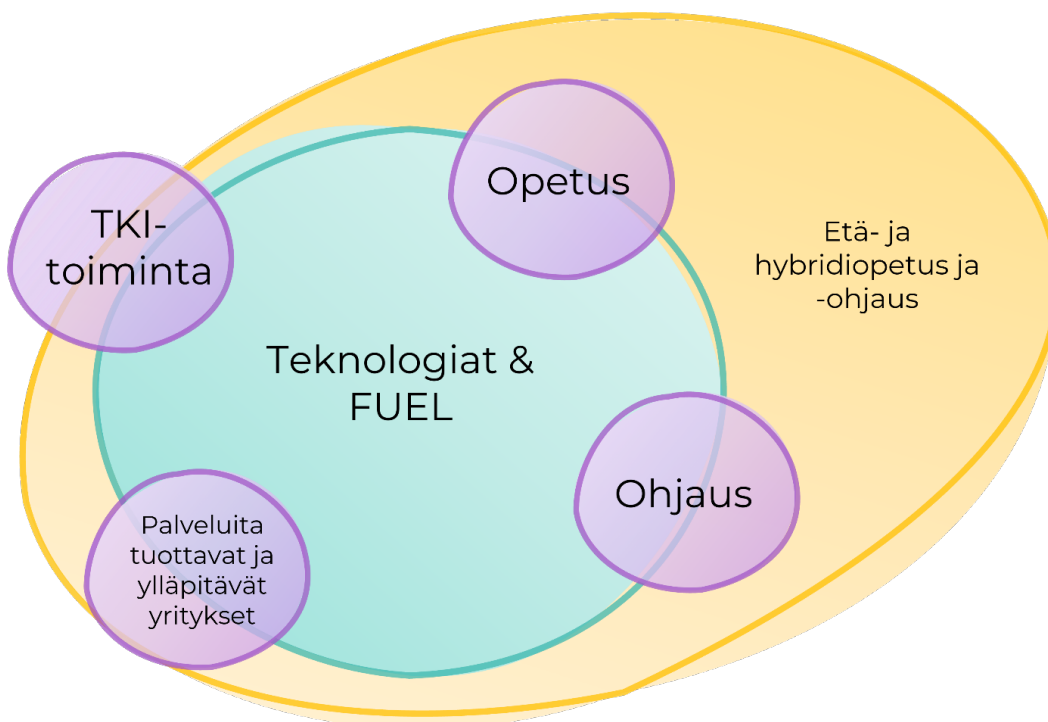 TKI-
toiminta
Opetus
Etä- ja
hybridiopetus ja
-ohjaus
Teknologiat &
FUEL
Ohjaus
Palveluita
tuottavat ja
ylläpitävät
yritykset